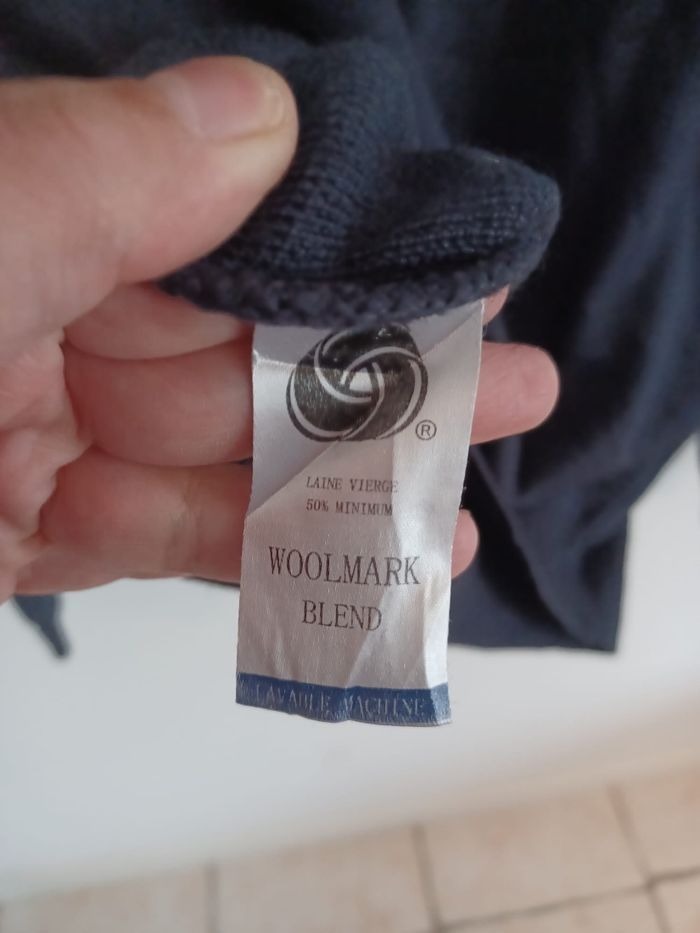 ®
LAINE VIERGE
50% MINIMUM
WOOLMARK
BLEND
LAVABLE MACHINE